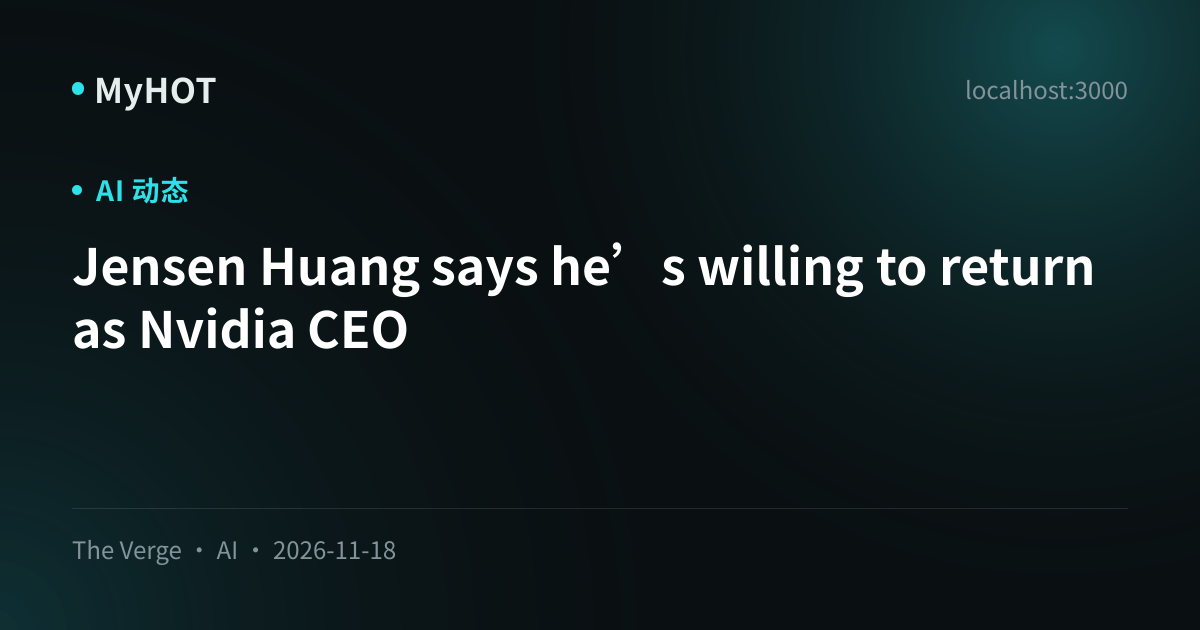 MyHOT
localhost:3000
AI 动态
Jensen Huang says he’s willing to return
as Nvidia CEO
The Verge · AI · 2026-11-18